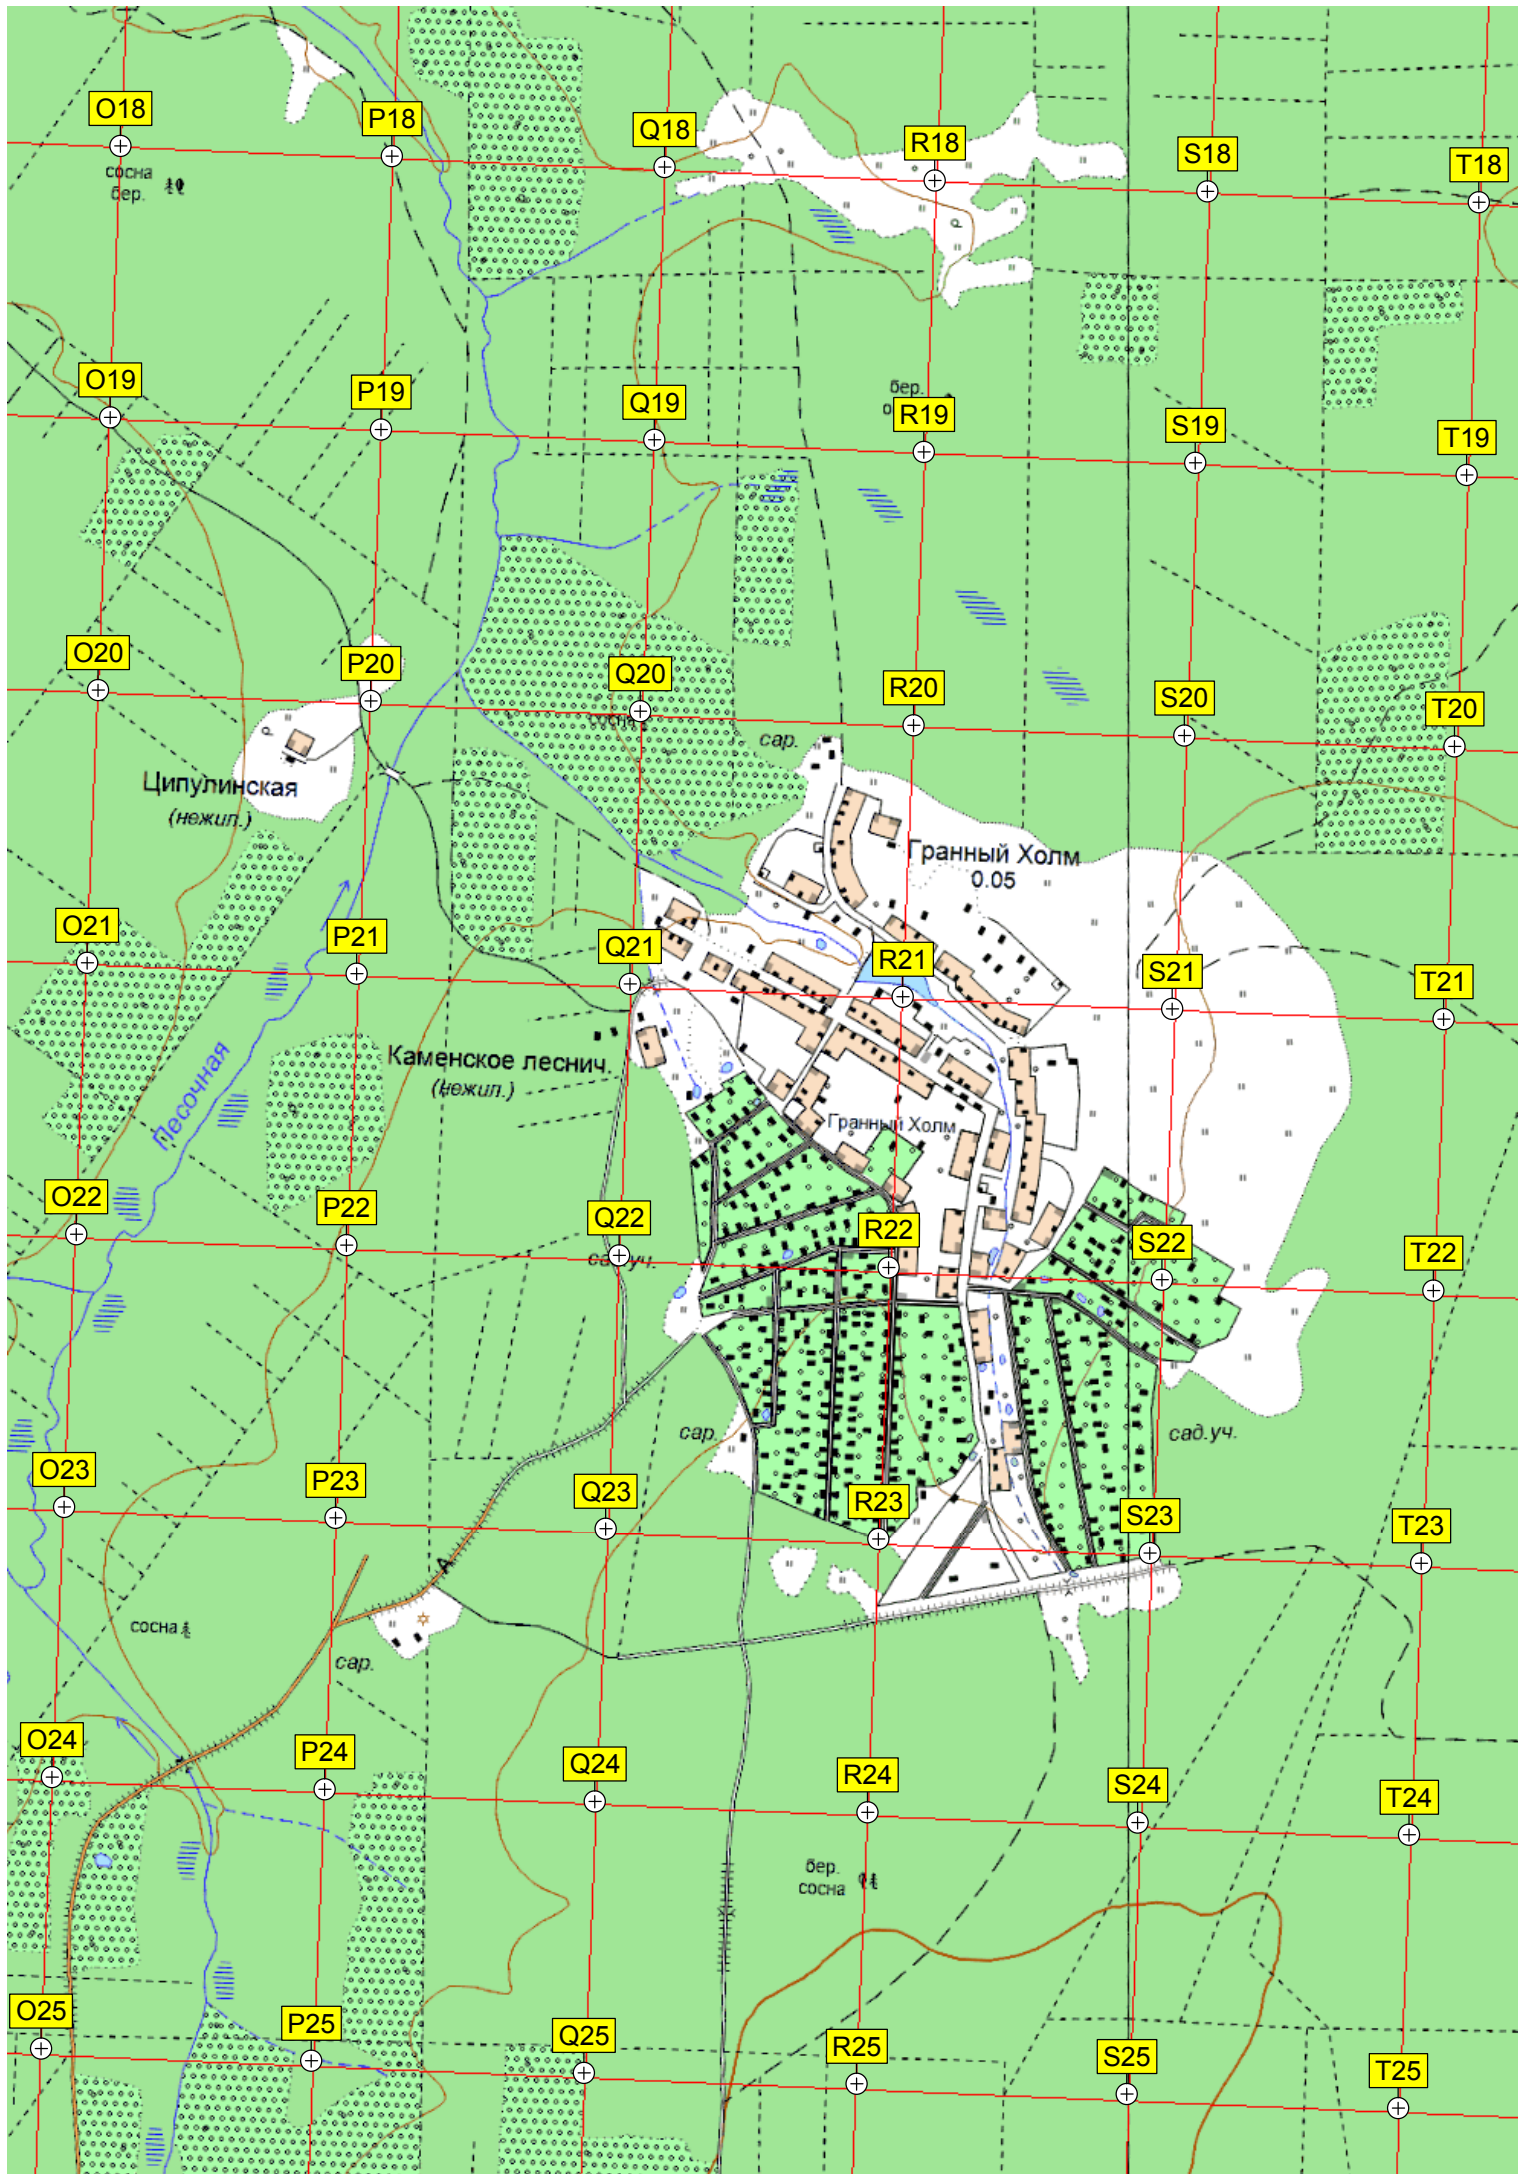 O18
P18
Q18
R18
S18
T18
сосна
бер.
O19
P19
Q19
бер.
R19
S19
T19
O20
P20
Q20
R20
S20
T20
сосна
сар.
Ципулинская
(нежил.)
Гранный Холм
0.05
O21
P21
Q21
R21
S21
T21
Песочная
Каменское леснич.
(нежил.)
Гранный Холм
O22
P22
Q22
R22
S22
T22
сад.уч.
сар.
сад.уч.
O23
P23
Q23
R23
S23
T23
сосна
сар.
O24
P24
Q24
R24
S24
T24
бер.
сосна
O25
P25
Q25
R25
S25
T25